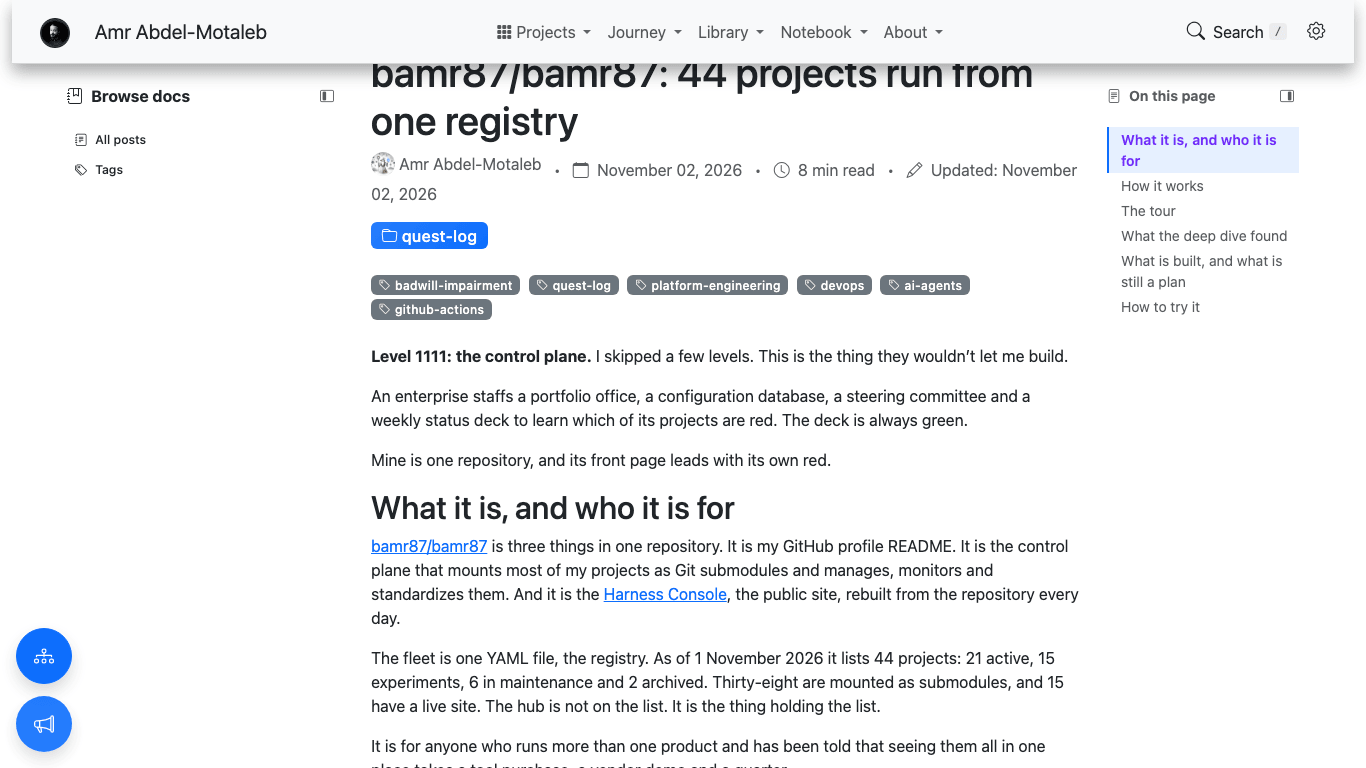 Amr Abdel-Motaleb
Projects
Journey
Library
Notebook
About
Search /
Browse docs
All posts
Tags
bamr87/bamr87: 44 projects run from
one registry
Amr Abdel-Motaleb • November 02, 2026 • 8 min read • Updated: November
02, 2026
quest-log
badwill-impairment quest-log platform-engineering devops ai-agents
github-actions
Level 1111: the control plane. I skipped a few levels. This is the thing they wouldn’t let me build.
An enterprise staffs a portfolio office, a configuration database, a steering committee and a
weekly status deck to learn which of its projects are red. The deck is always green.
Mine is one repository, and its front page leads with its own red.
What it is, and who it is for
bamr87/bamr87 is three things in one repository. It is my GitHub profile README. It is the control
plane that mounts most of my projects as Git submodules and manages, monitors and
standardizes them. And it is the Harness Console, the public site, rebuilt from the repository every
day.
The fleet is one YAML file, the registry. As of 1 November 2026 it lists 44 projects: 21 active, 15
experiments, 6 in maintenance and 2 archived. Thirty-eight are mounted as submodules, and 15
have a live site. The hub is not on the list. It is the thing holding the list.
It is for anyone who runs more than one product and has been told that seeing them all in one
place takes a tool purchase, a vendor demo and a quarter.
On this page
What it is, and who it is
for
How it works
The tour
What the deep dive found
What is built, and what is
still a plan
How to try it